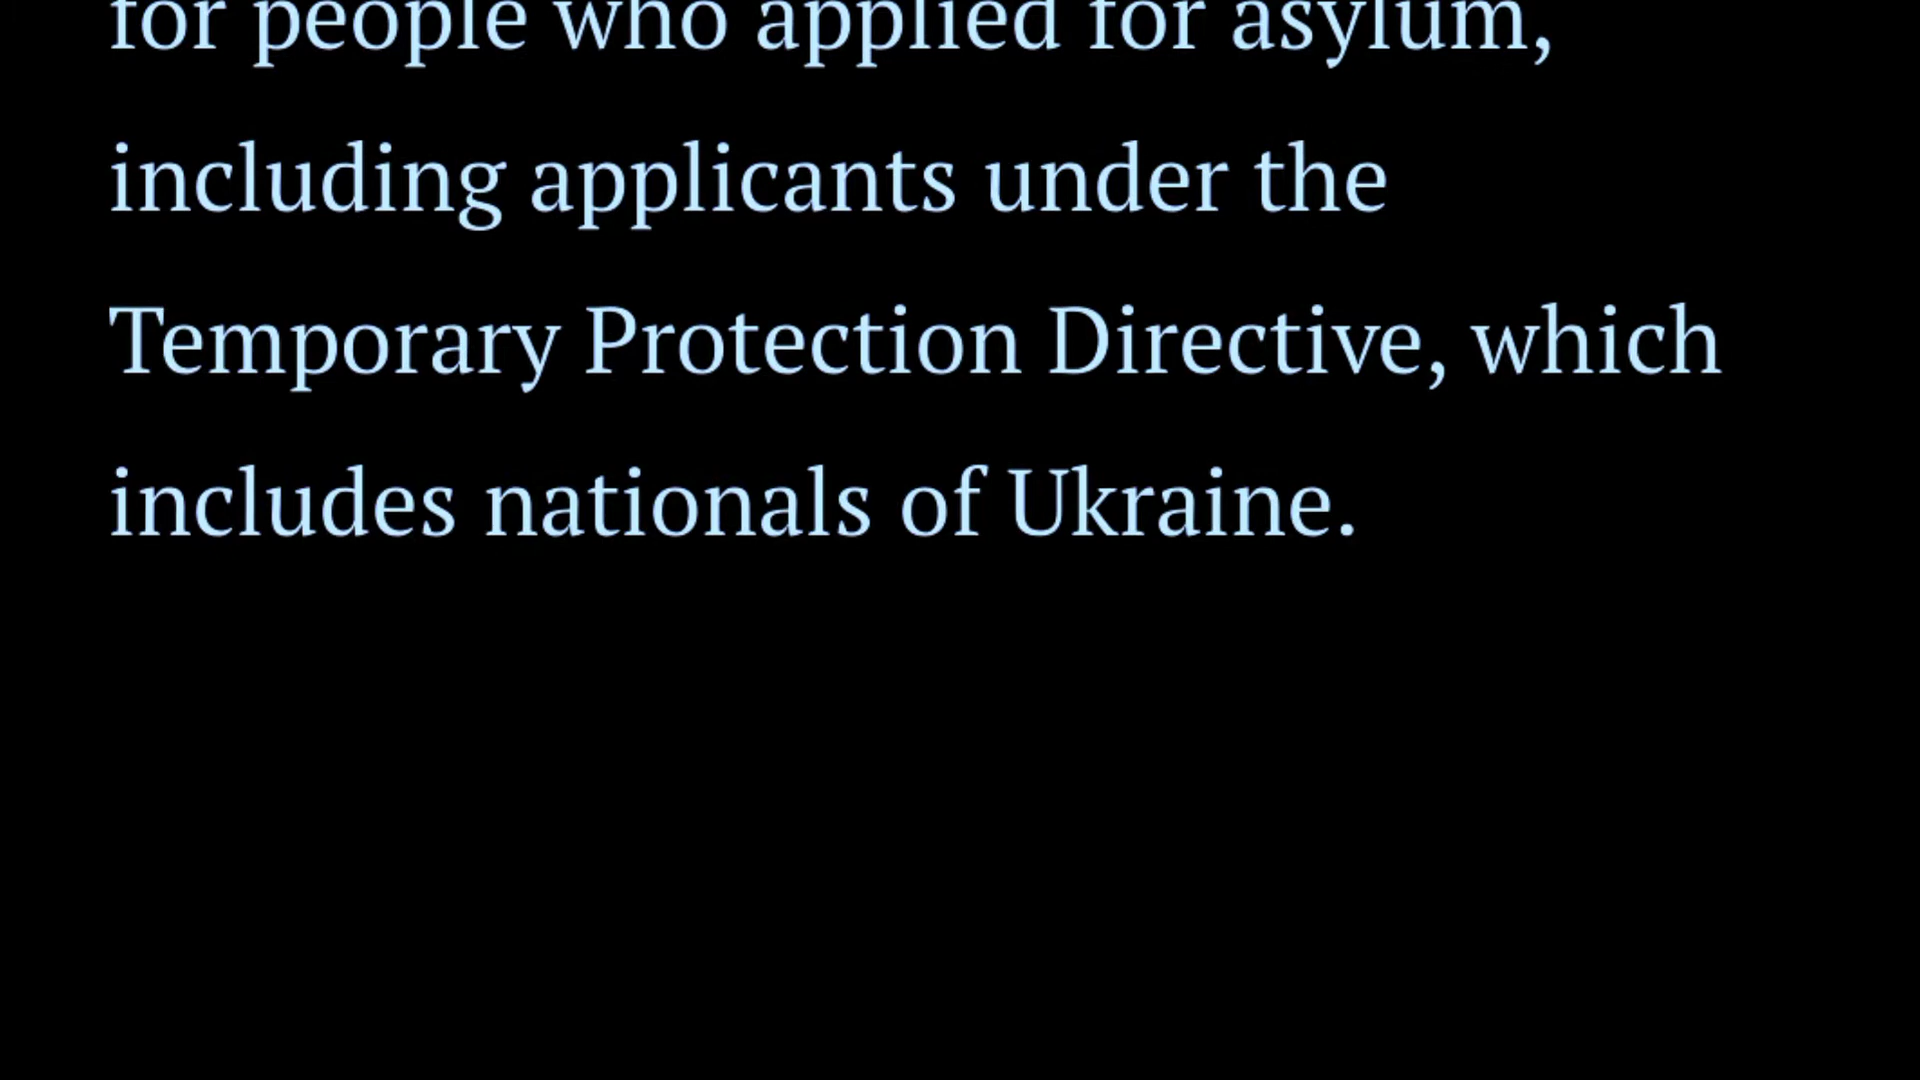 for people who applied for asylum,
including applicants under the
Temporary Protection Directive, which
includes nationals of Ukraine.